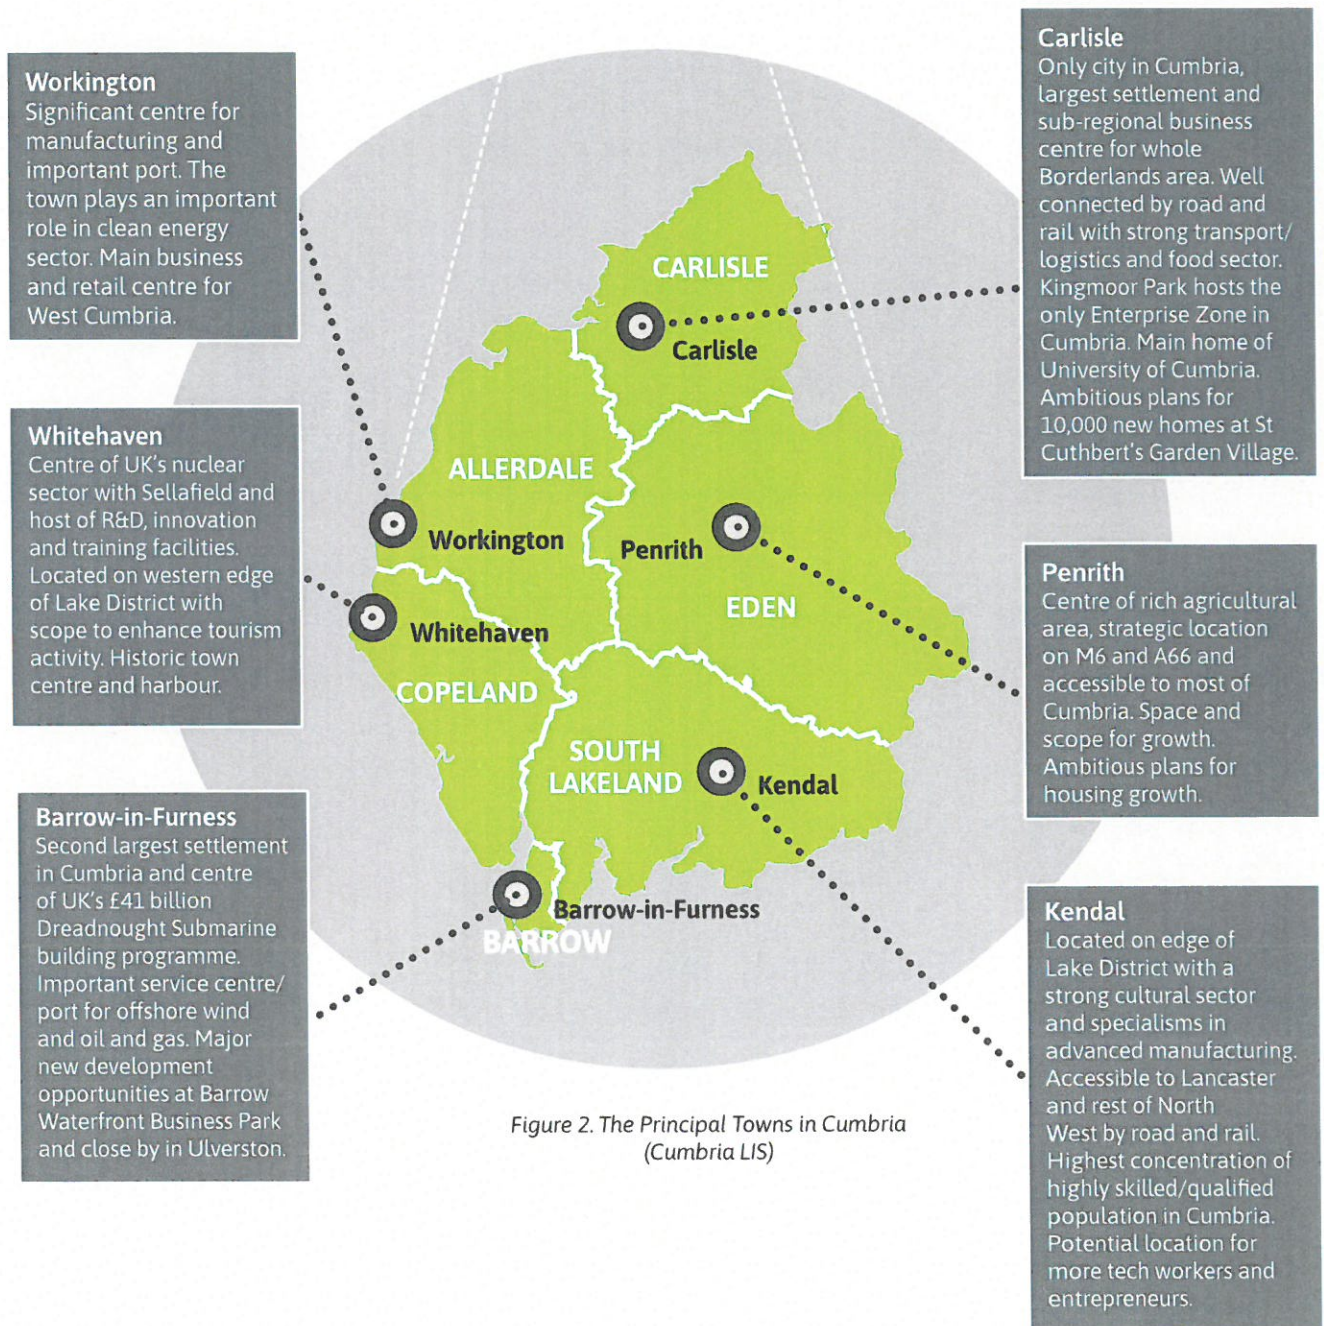 Workington
Significant centre for
manufacturing and
important port. The
town plays an important
role in clean energy
sector. Main business
and retail centre for
West Cumbria.
Whitehaven
Centre of UK's nuclear
sector with Sellafield and
host of R&D, innovation
and training facilities.
Located on western edge
of Lake District with
scope to enhance tourism
activity. Historic town
centre and harbour.
Barrow-in-Furness
Second largest settlement
in Cumbria and centre
of UK's £41 billion
Dreadnought Submarine
building programme.
Important service centre/
port for offshore wind
and oil and gas. Major
new development
opportunities at Barrow
Waterfront Business Park
and close by in Ulverston.
CARLISLE
Carlisle
ALLERDALE
Workington
Penrith
EDEN
Whitehaven
COPELAND
SOUTH
LAKELAND
Kendal
Barrow-in-Furness
BARROW
Figure 2. The Principal Towns in Cumbria
(Cumbria LIS)
Carlisle
Only city in Cumbria,
largest settlement and
sub-regional business
centre for whole
Borderlands area. Well
connected by road and
rail with strong transport/
logistics and food sector.
Kingmoor Park hosts the
only Enterprise Zone in
Cumbria. Main home of
University of Cumbria.
Ambitious plans for
10,000 new homes at St
Cuthbert's Garden Village.
Penrith
Centre of rich agricultural
area, strategic location
on M6 and A66 and
accessible to most of
Cumbria. Space and
scope for growth.
Ambitious plans for
housing growth.
Kendal
Located on edge of
Lake District with a
strong cultural sector
and specialisms in
advanced manufacturing.
Accessible to Lancaster
and rest of North
West by road and rail.
Highest concentration of
highly skilled/qualified
population in Cumbria.
Potential location for
more tech workers and
entrepreneurs.